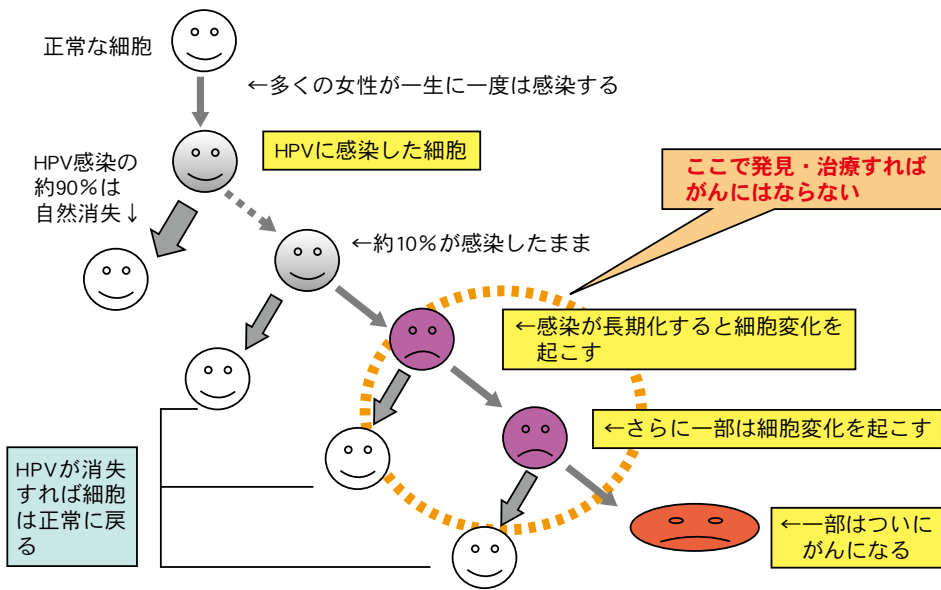 正常な細胞
←多くの女性が一生に一度は感染する
HPV感染の
約90%は
自然消失↓
HPVに感染した細胞
ここで発見・治療すれば
がんにはならない
←約10%が感染したまま
←感染が長期化すると細胞変化を
起こす
←さらに一部は細胞変化を起こす
HPVが消失
すれば細胞
は正常に戻
る
←一部はついに
がんになる